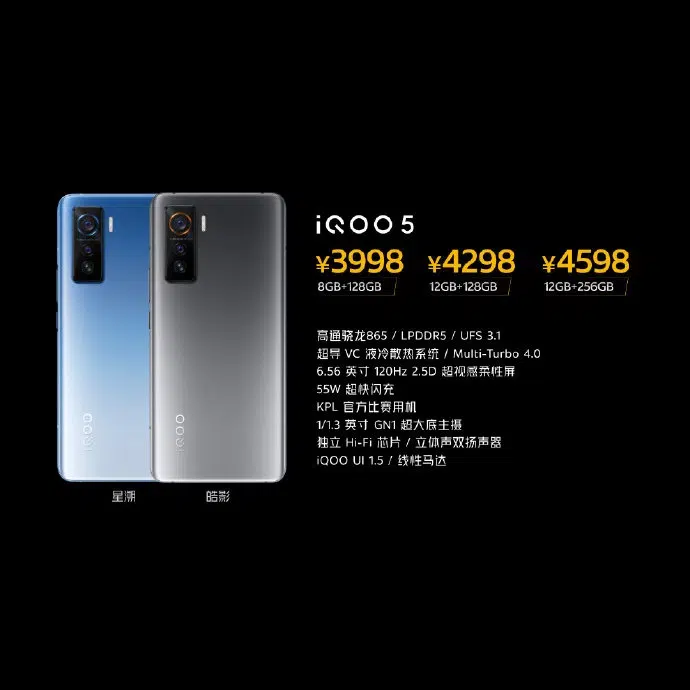 iQOO 5
¥3998 ¥4298 ¥4598
8GB+128GB 12GB+128GB 12GB+256GB
高通骁龙865 / LPDDR5 / UFS 3.1
超导 VC 液冷散热系统 / Multi-Turbo 4.0
6.56 英寸 120Hz 2.5D 超视感柔性屏
55W 超快闪充
KPL 官方比赛用机
1/1.3 英寸 GN1 超大底主摄
独立 Hi-Fi 芯片 / 立体声双扬声器
iQOO UI 1.5 / 线性马达
iQOO iQOO
星溯 皓影